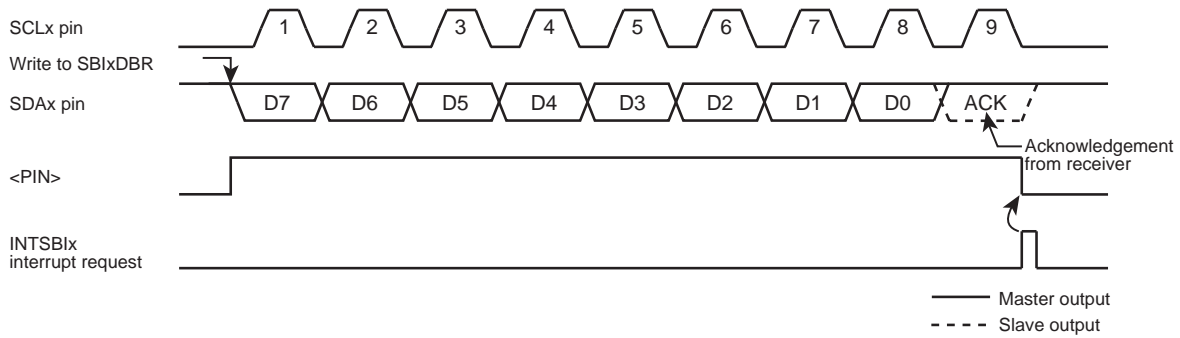 SCLx pin
1 2 3 4 5 6 7 8 9
Write to SBIxDBR
SDAx pin
D7 D6 D5 D4 D3 D2 D1 D0 ACK
Acknowledgement
from receiver
<PIN>
INTSBIx
interrupt request
Master output
Slave output